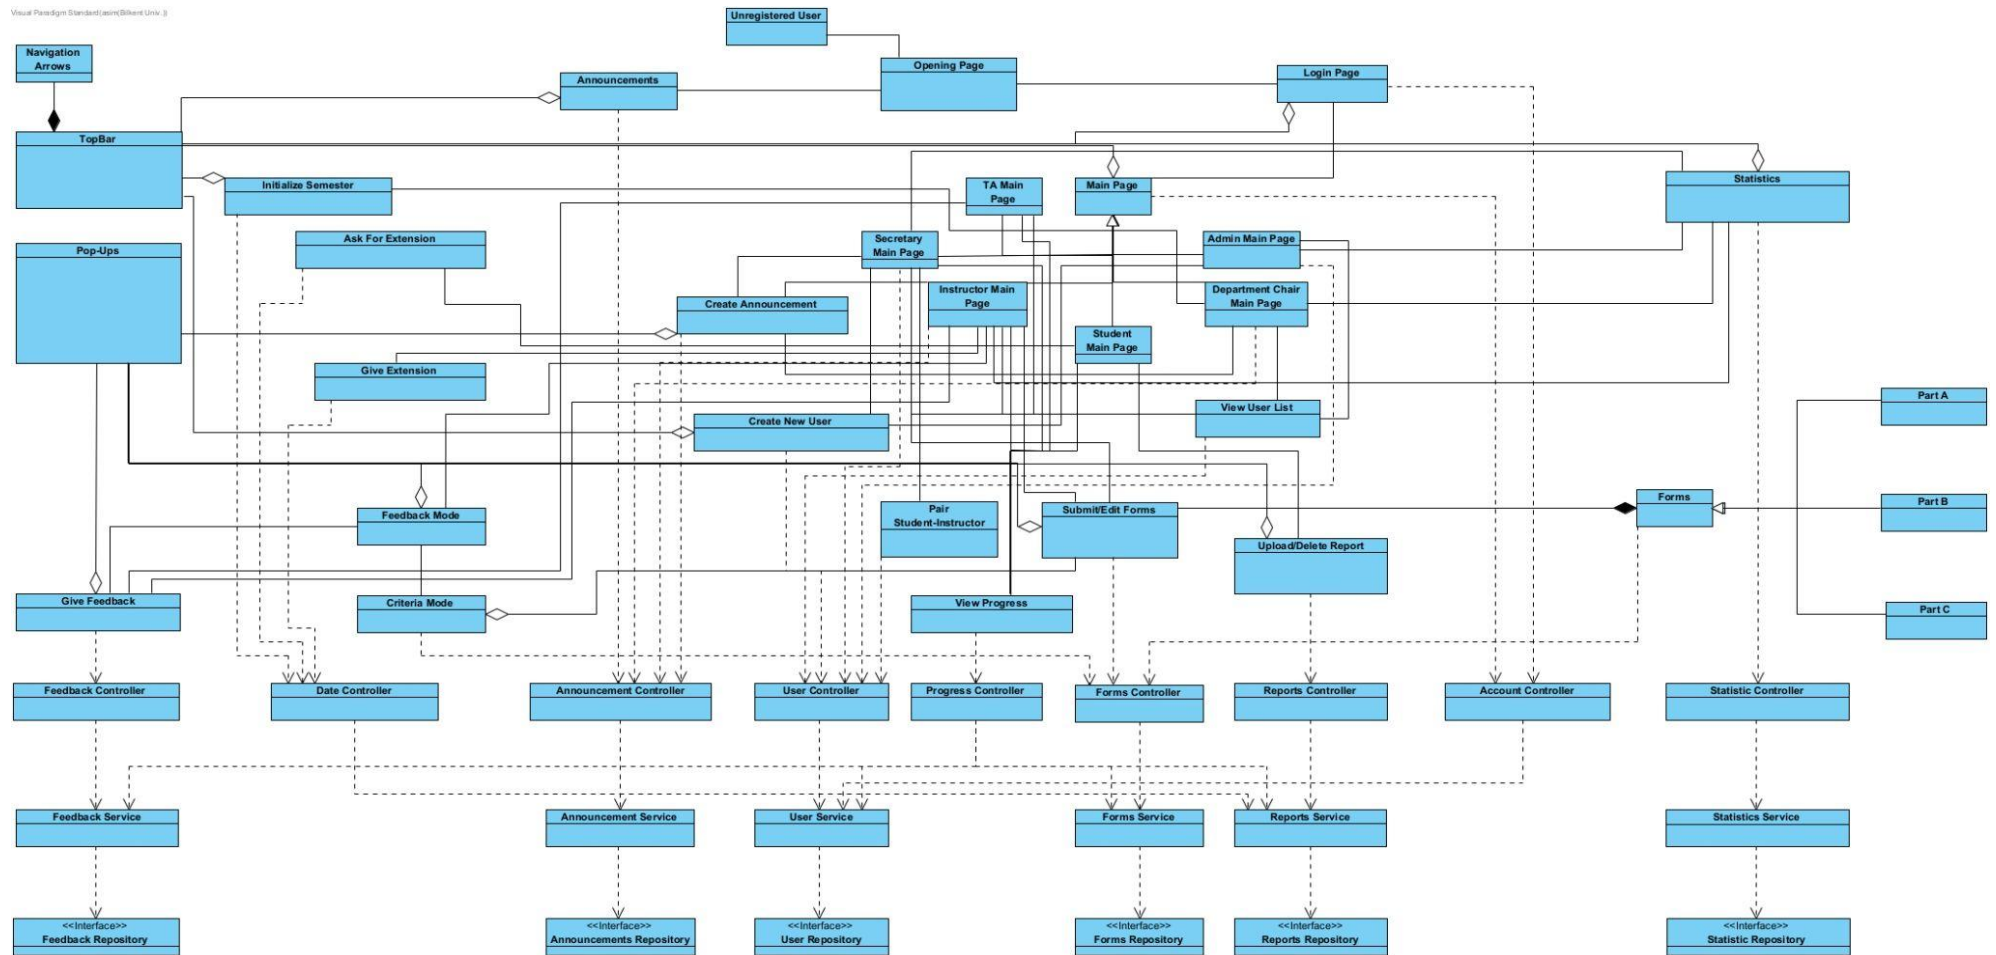 Visual Paradigm Standard(asim(Bilkent Univ.))
Unregistered User
Navigation
Arrows
Opening Page
Login Page
Announcements
TopBar
Initialize Semester
TA Main
Page
Main Page
Statistics
Ask For Extension
Secretary
Main Page
Admin Main Page
Pop-Ups
Create Announcement
Instructor Main
Page
Department Chair
Main Page
Student
Main Page
Give Extension
Part A
View User List
Create New User
Forms
Part B
Feedback Mode
Pair
Student-Instructor
Submit/Edit Forms
Upload/Delete Report
Give Feedback
Criteria Mode
View Progress
Part C
Feedback Controller
Date Controller
Announcement Controller
User Controller
Progress Controller
Forms Controller
Reports Controller
Account Controller
Statistic Controller
Feedback Service
Announcement Service
User Service
Forms Service
Reports Service
Statistics Service
<<Interface>>
Feedback Repository
<<Interface>>
Announcements Repository
<<Interface>>
User Repository
<<Interface>>
Forms Repository
<<Interface>>
Reports Repository
<<Interface>>
Statistic Repository